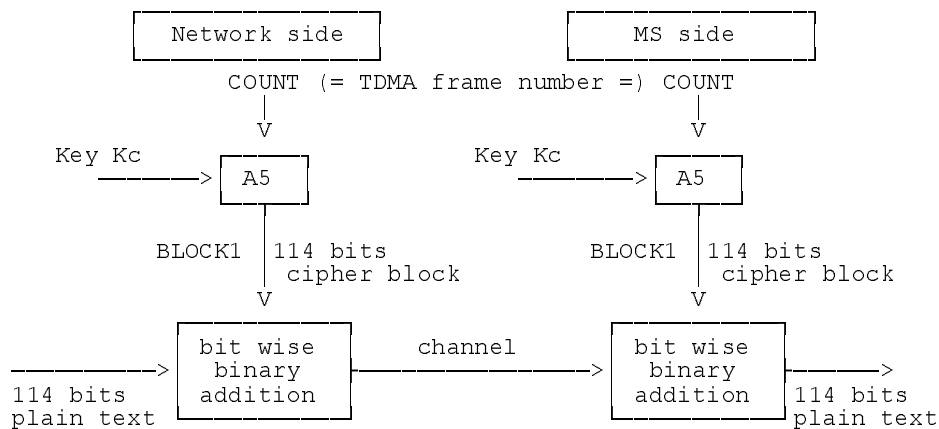 Network side
MS side
COUNT (= TDMA frame number =) COUNT
V
V
Key Kc
Key Kc
A5
A5
BLOCK1
114 bits
cipher block
BLOCK1
114 bits
cipher block
V
V
bit wise
binary
addition
channel
bit wise
binary
addition
114 bits
plain text
114 bits
plain text